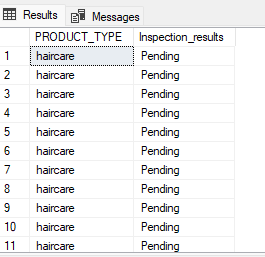 Results Messages
PRODUCT_TYPE Inspection_results
1 haircare Pending
2 haircare Pending
3 haircare Pending
4 haircare Pending
5 haircare Pending
6 haircare Pending
7 haircare Pending
8 haircare Pending
9 haircare Pending
10 haircare Pending
11 haircare Pending